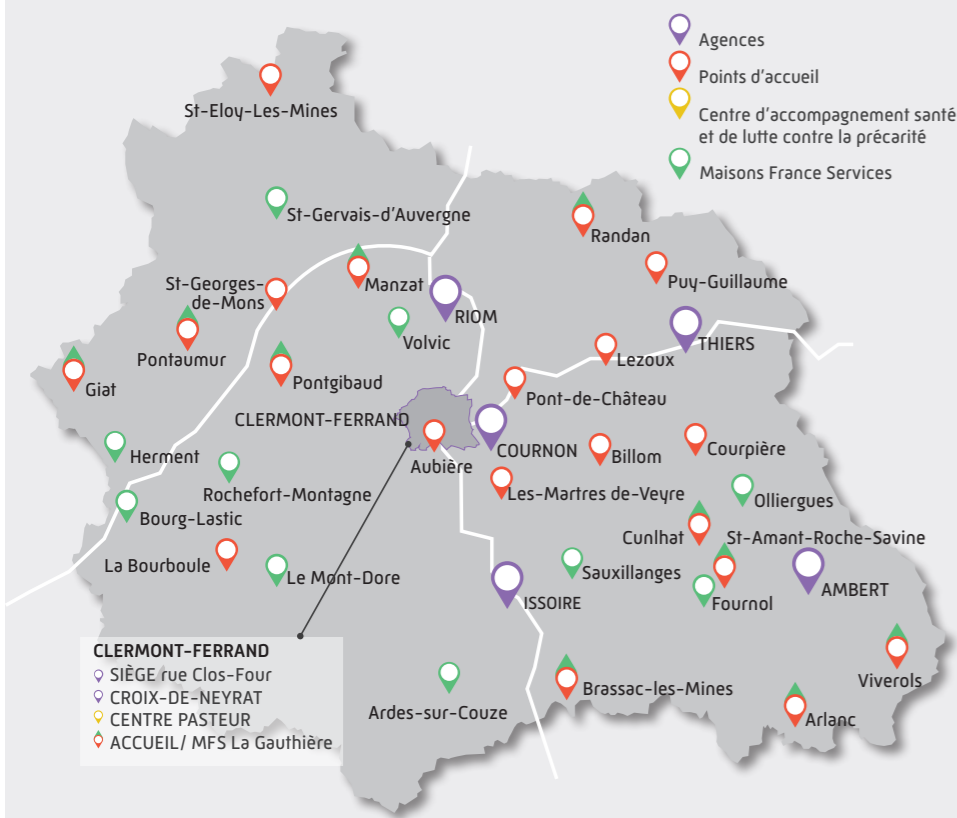 Agences
Points d'accueil
Centre d'accompagnement santé
et de lutte contre la précarité
Maisons France Services
St-Eloy-Les-Mines
St-Gervais-d'Auvergne
Randan
Puy-Guillaume
St-Georges-
de-Mons
Manzat
RIOM
Volvic
THIERS
Pontaumur
Lezoux
Giat
Pontgibaud
Pont-de-Château
CLERMONT-FERRAND
COURNON
Aubière
Billom
Courpière
Herment
Rochefort-Montagne
Les-Martres de-Veyre
Olliergues
Bourg-Lastic
Cunlhat
St-Amant-Roche-Savine
La Bourboule
Le Mont-Dore
Sauxillanges
ISSOIRE
Fournol
AMBERT
Viverols
Brassac-les-Mines
Ardes-sur-Couze
Arlanc
CLERMONT-FERRAND
SIÈGE rue Clos-Four
CROIX-DE-NEYRAT
CENTRE PASTEUR
ACCUEIL/ MFS La Gauthière